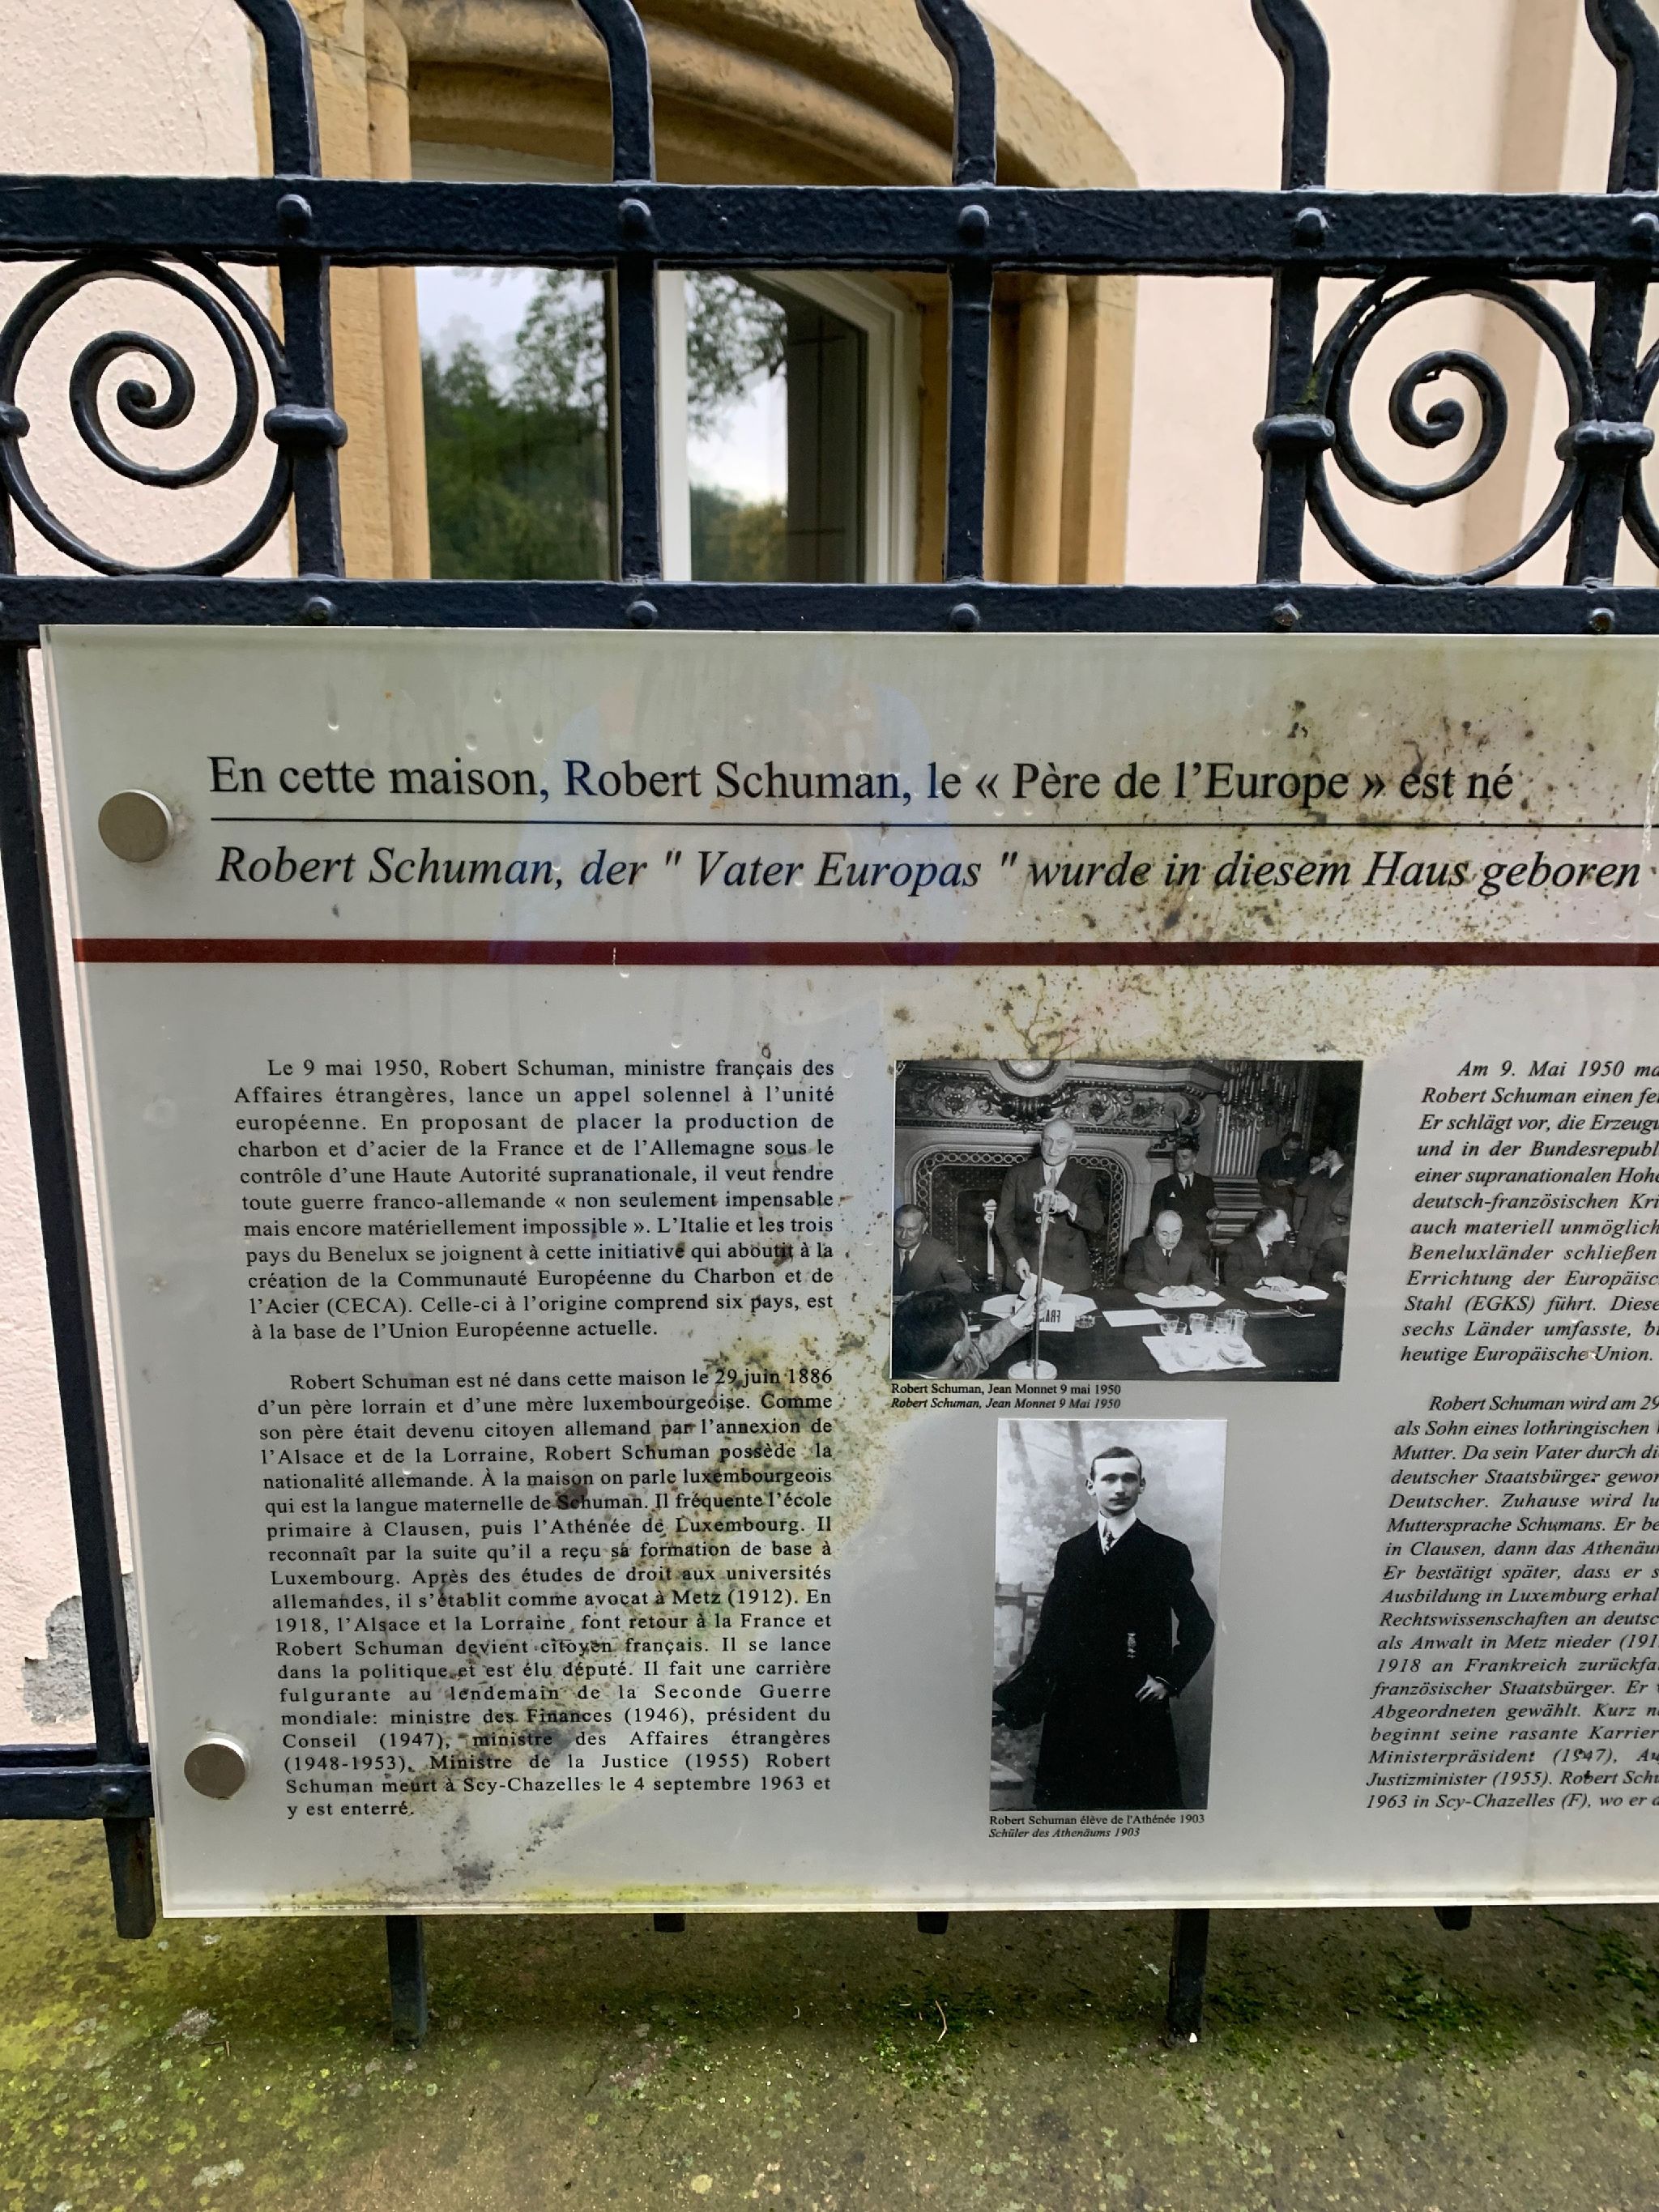 En cette maison, Robert Schuman, le « Père de l'Europe » est né
Robert Schuman, der " Vater Europas " wurde in diesem Haus geboren
Le 9 mai 1950, Robert Schuman, ministre français des
Affaires étrangères, lance un appel solennel à l'unité
européenne. En proposant de placer la production de
charbon et d'acier de la France et de l'Allemagne sous le
contrôle d'une Haute Autorité supranationale, il veut rendre
toute guerre franco-allemande « non seulement impensable
mais encore matériellement impossible ». L'Italie et les trois
pays du Benelux se joignent à cette initiative qui aboutit à la
création de la Communauté Européenne du Charbon et de
l'Acier (CECA). Celle-ci à l'origine comprend six pays, est
à la base de l'Union Européenne actuelle.
Robert Schuman est né dans cette maison le 29 juin 1886
d'un père lorrain et d'une mère luxembourgeoise. Comme
son père était devenu citoyen allemand par l'annexion de
l'Alsace et de la Lorraine, Robert Schuman possède la
nationalité allemande. À la maison on parle luxembourgeois
qui est la langue maternelle de Schuman. Il fréquente l'école
primaire à Clausen, puis l'Athénée de Luxembourg. Il
reconnaît par la suite qu'il a reçu sa formation de base à
Luxembourg. Après des études de droit aux universités
allemandes, il s'établit comme avocat à Metz (1912). En
1918, l'Alsace et la Lorraine, font retour à la France et
Robert Schuman devient citoyen français. Il se lance
dans la politique et est élu député. Il fait une carrière
fulgurante au lendemain de la Seconde Guerre
mondiale: ministre des Finances (1946), président du
Conseil (1947), ministre des Affaires étrangères
(1948-1953), Ministre de la Justice (1955) Robert
Schuman meurt à Scy-Chazelles le 4 septembre 1963 et
y est enterré.
Robert Schuman, Jean Monnet 9 mai 1950
Robert Schuman, Jean Monnet 9 Mai 1950
Robert Schuman élève de l'Athénée 1903
Schüler des Athenäums 1903
Am 9. Mai 1950
Robert Schuman einen
Er schlägt vor, die
und in der
einer supranationalen
deutsch-französischen
auch materiell
Beneluxländer schließen
Errichtung der
Stahl (EGKS) führt.
sechs Länder umfasste,
heutige Europäische Union.
Robert Schuman wird am
als Sohn eines lothringischen
Mutter. Da sein Vater durch
deutscher Staatsbürger
Deutscher. Zuhause wird
Muttersprache Schumans. Er
in Clausen, dann das
Er bestätigt später, dass er
Ausbildung in Luxemburg
Rechtswissenschaften an
als Anwalt in Metz nieder
1918 an Frankreich
französischer Staatsbürger. Er
Abgeordneten gewählt. Kurz
beginnt seine rasante
Ministerpräsident (1947),
Justizminister (1955). Robert
1963 in Scy-Chazelles (F), wo er